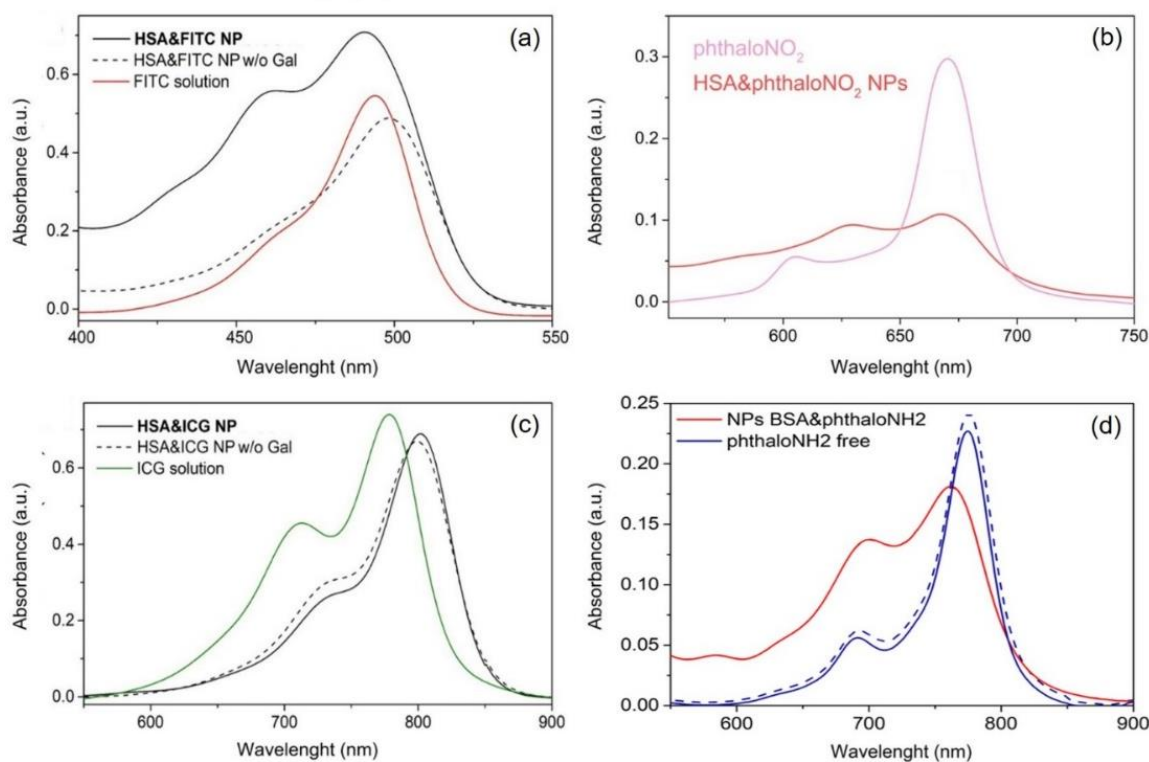 HSA&FITC NP
HSA&FITC NP w/o Gal
FITC solution
(a)
Absorbance (a.u.)
0.6
0.4
0.2
0.0
400
450
500
550
Wavelenght (nm)
phthaloNO₂
HSA&phthaloNO₂ NPs
(b)
Absorbance (a.u.)
0.3
0.2
0.1
0.0
600
650
700
750
Wavelenght (nm)
HSA&ICG NP
HSA&ICG NP w/o Gal
ICG solution
(c)
Absorbance (a.u.)
0.6
0.4
0.2
0.0
600
700
800
900
Wavelenght (nm)
NPs BSA&phthaloNH2
phthaloNH2 free
(d)
Absorbance (a.u.)
0.25
0.20
0.15
0.10
0.05
0.00
600
700
800
900
Wavelenght (nm)